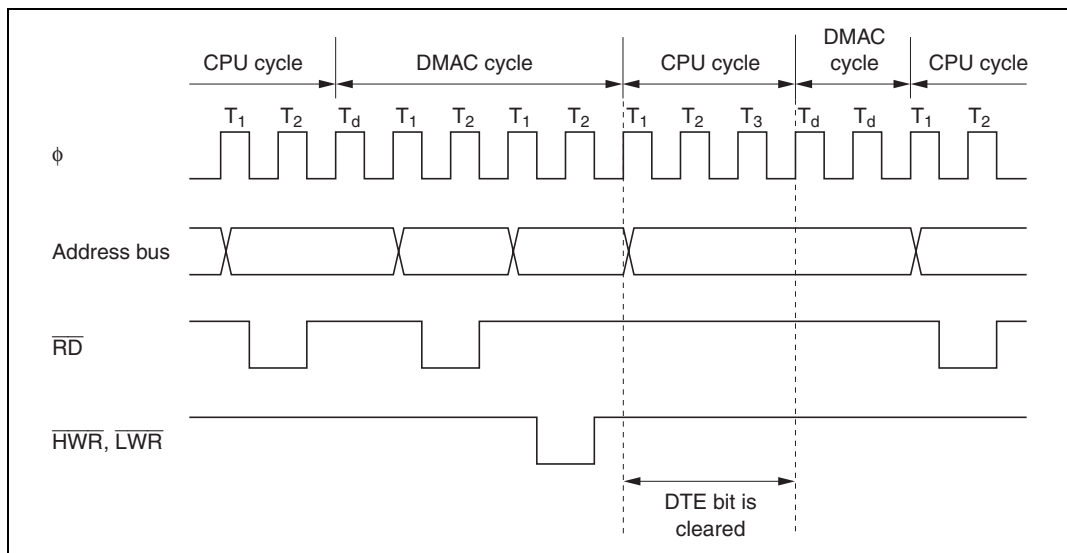 CPU cycle DMAC cycle CPU cycle DMAC cycle CPU cycle
T1 T2 Td T1 T2 T1 T2 T1 T2 T3 Td Td T1 T2
ϕ
Address bus
RD
HWR, LWR
DTE bit is
cleared